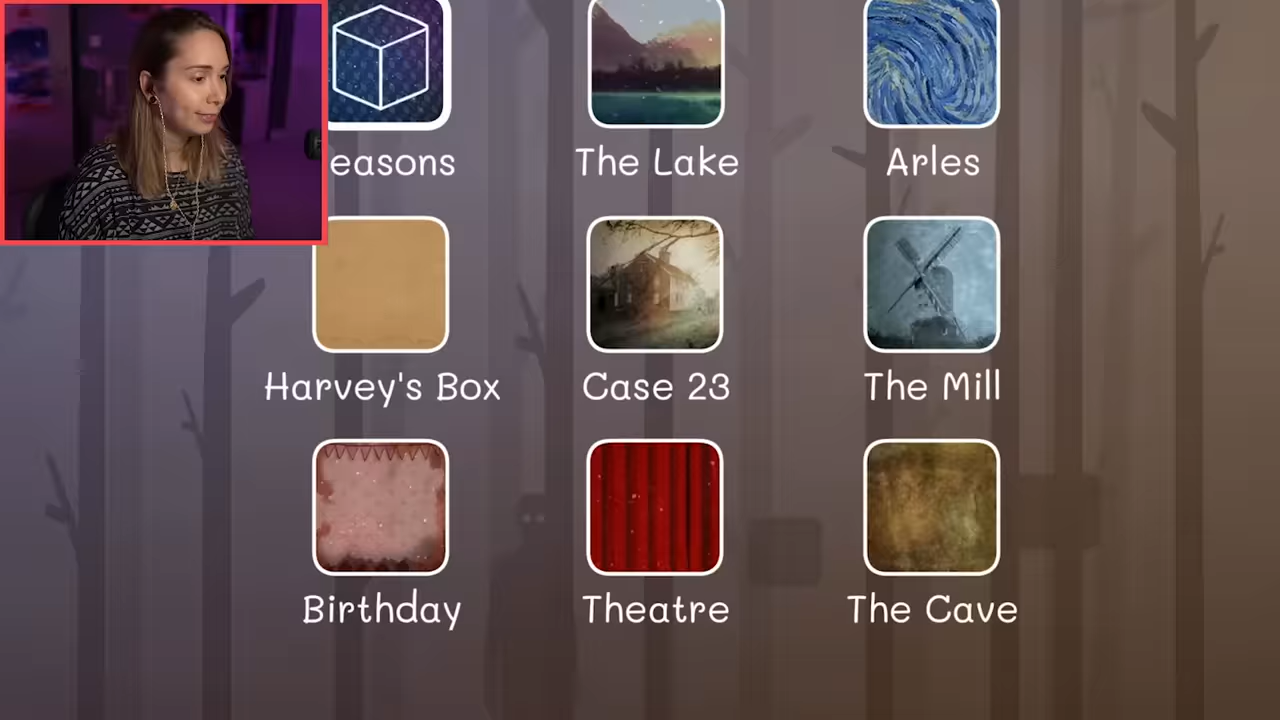 easons
The Lake
Arles
Harvey's Box
Case 23
The Mill
Birthday
Theatre
The Cave